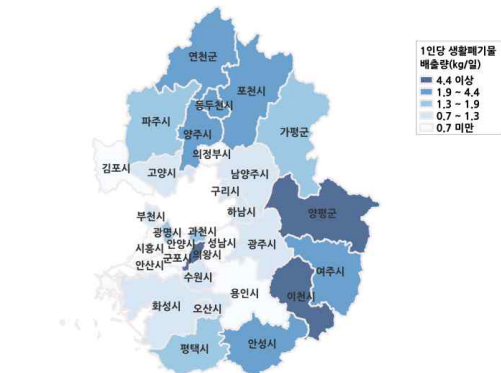 1인당 생활폐기물
배출량(kg/일)
4.4 이상
1.9 ~ 4.4
1.3 ~ 1.9
0.7 ~ 1.3
0.7 미만
연천군
포천시
동두천시
파주시
양주시
가평군
의정부시
김포시
고양시
남양주시
구리시
하남시
양평군
부천시
광명시
과천시
시흥시
안양시
성남시
광주시
안산시
군포시
의왕시
여주시
수원시
용인시
이천시
화성시
오산시
평택시
안성시